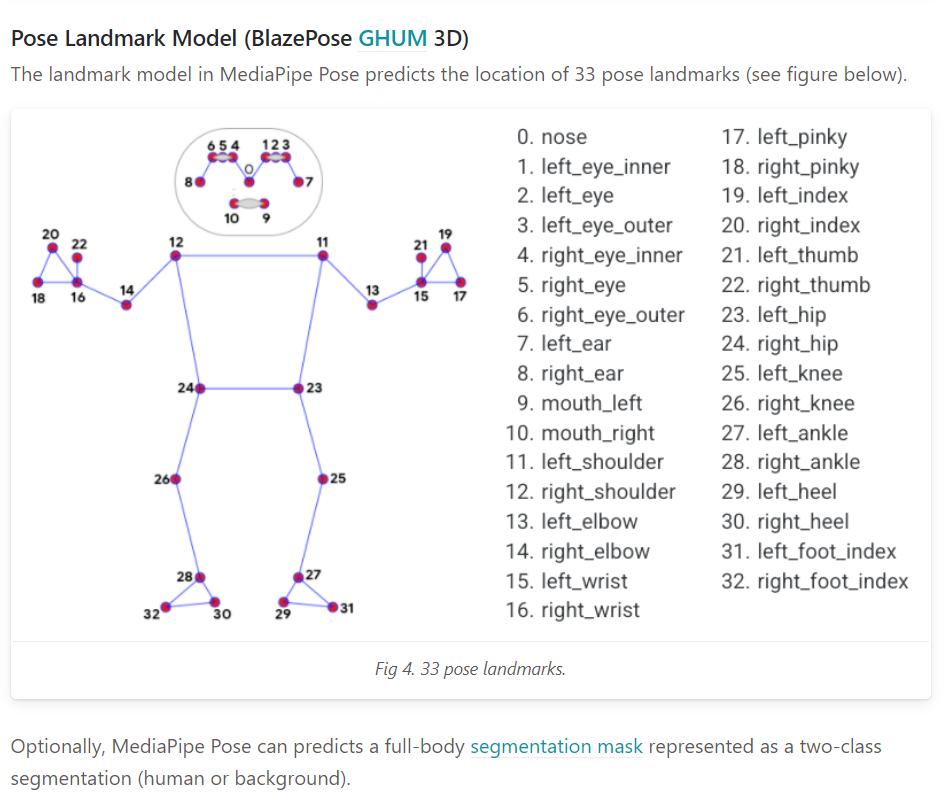 Pose Landmark Model (BlazePose GHUM 3D)
The landmark model in MediaPipe Pose predicts the location of 33 pose landmarks (see figure below).
6 5 4 1 2 3
0
8 7
10 9
20 22 12 11 21 19
18 16 14 13 15 17
24 23
26 25
28 27
32 30 29 31
0. nose
1. left_eye_inner
2. left_eye
3. left_eye_outer
4. right_eye_inner
5. right_eye
6. right_eye_outer
7. left_ear
8. right_ear
9. mouth_left
10. mouth_right
11. left_shoulder
12. right_shoulder
13. left_elbow
14. right_elbow
15. left_wrist
16. right_wrist
17. left_pinky
18. right_pinky
19. left_index
20. right_index
21. left_thumb
22. right_thumb
23. left_hip
24. right_hip
25. left_knee
26. right_knee
27. left_ankle
28. right_ankle
29. left_heel
30. right_heel
31. left_foot_index
32. right_foot_index
Fig 4. 33 pose landmarks.
Optionally, MediaPipe Pose can predicts a full-body segmentation mask represented as a two-class
segmentation (human or background).